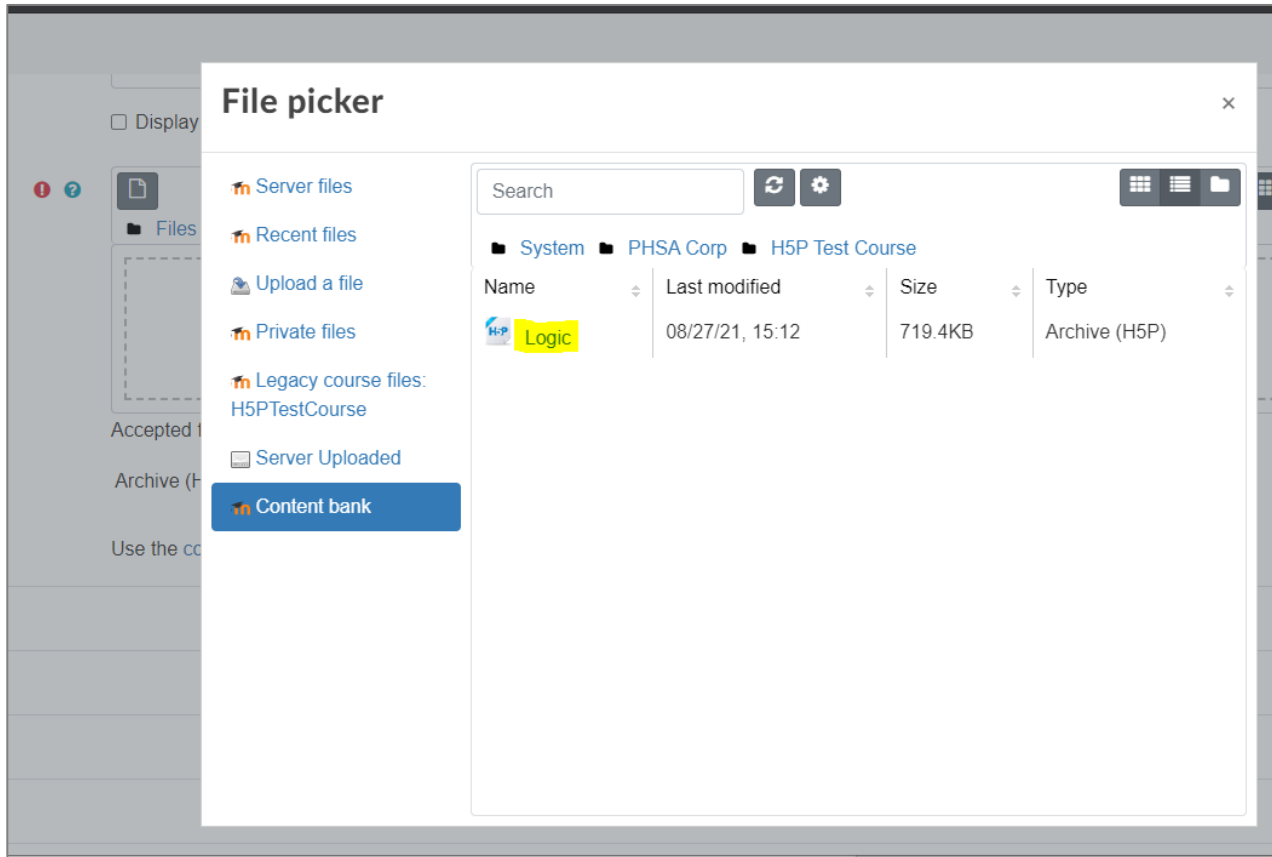 File picker
×
Display
Files
Accepted
Archive (H
Use the
Server files
Recent files
Upload a file
Private files
Legacy course files:
H5PTestCourse
Server Uploaded
Content bank
Search
System PHSA Corp H5P Test Course
Name Last modified Size Type
H-P Logic 08/27/21, 15:12 719.4KB Archive (H5P)